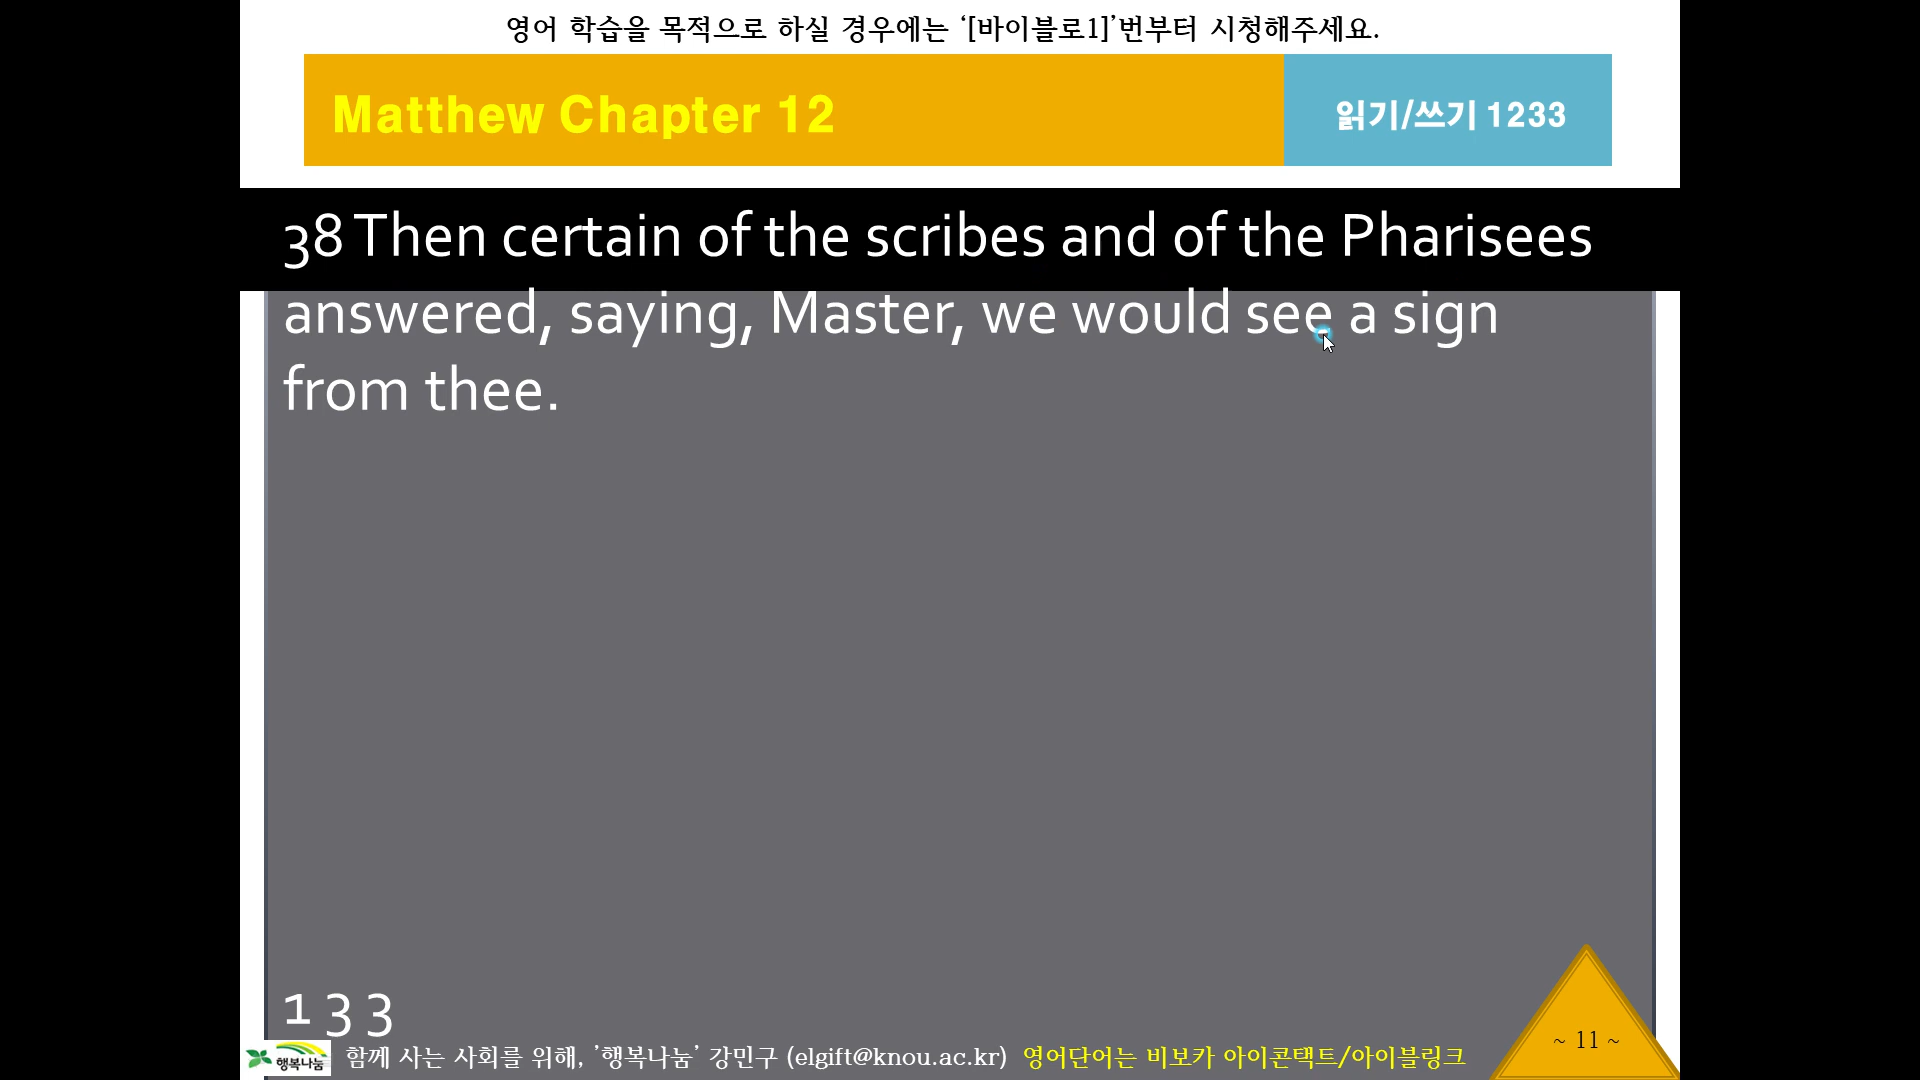 영어 학습을 목적으로 하실 경우에는 ‘[바이블로1]’번부터 시청해주세요.
Matthew Chapter 12
읽기/쓰기 1233
38 Then certain of the scribes and of the Pharisees
answered, saying, Master, we would see a sign
from thee.
1 3 3
~ 11 ~
행복나눔 함께 사는 사회를 위해, ’행복나눔’ 강민구 (elgift@knou.ac.kr) 영어단어는 비보카 아이콘택트/아이블링크